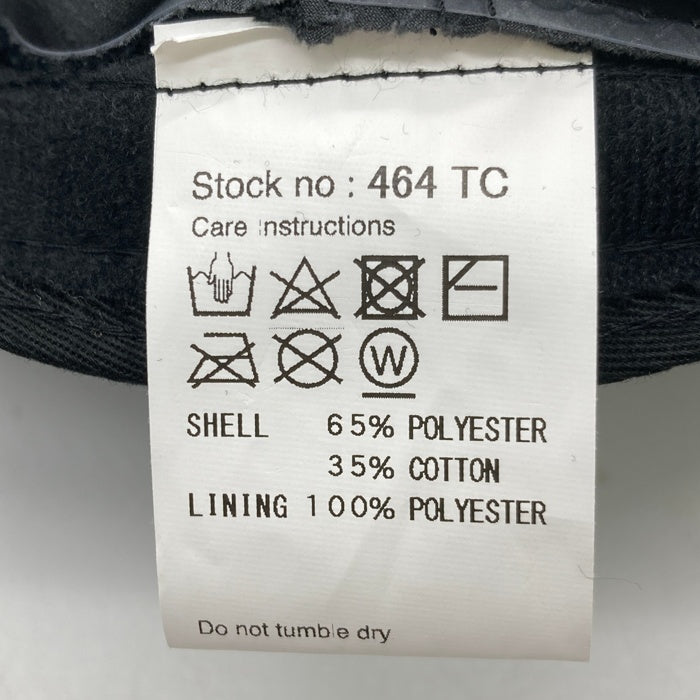 Stock no : 464 TC
Care Instructions
W
SHELL 65% POLYESTER
35% COTTON
LINING 100% POLYESTER
Do not tumble dry